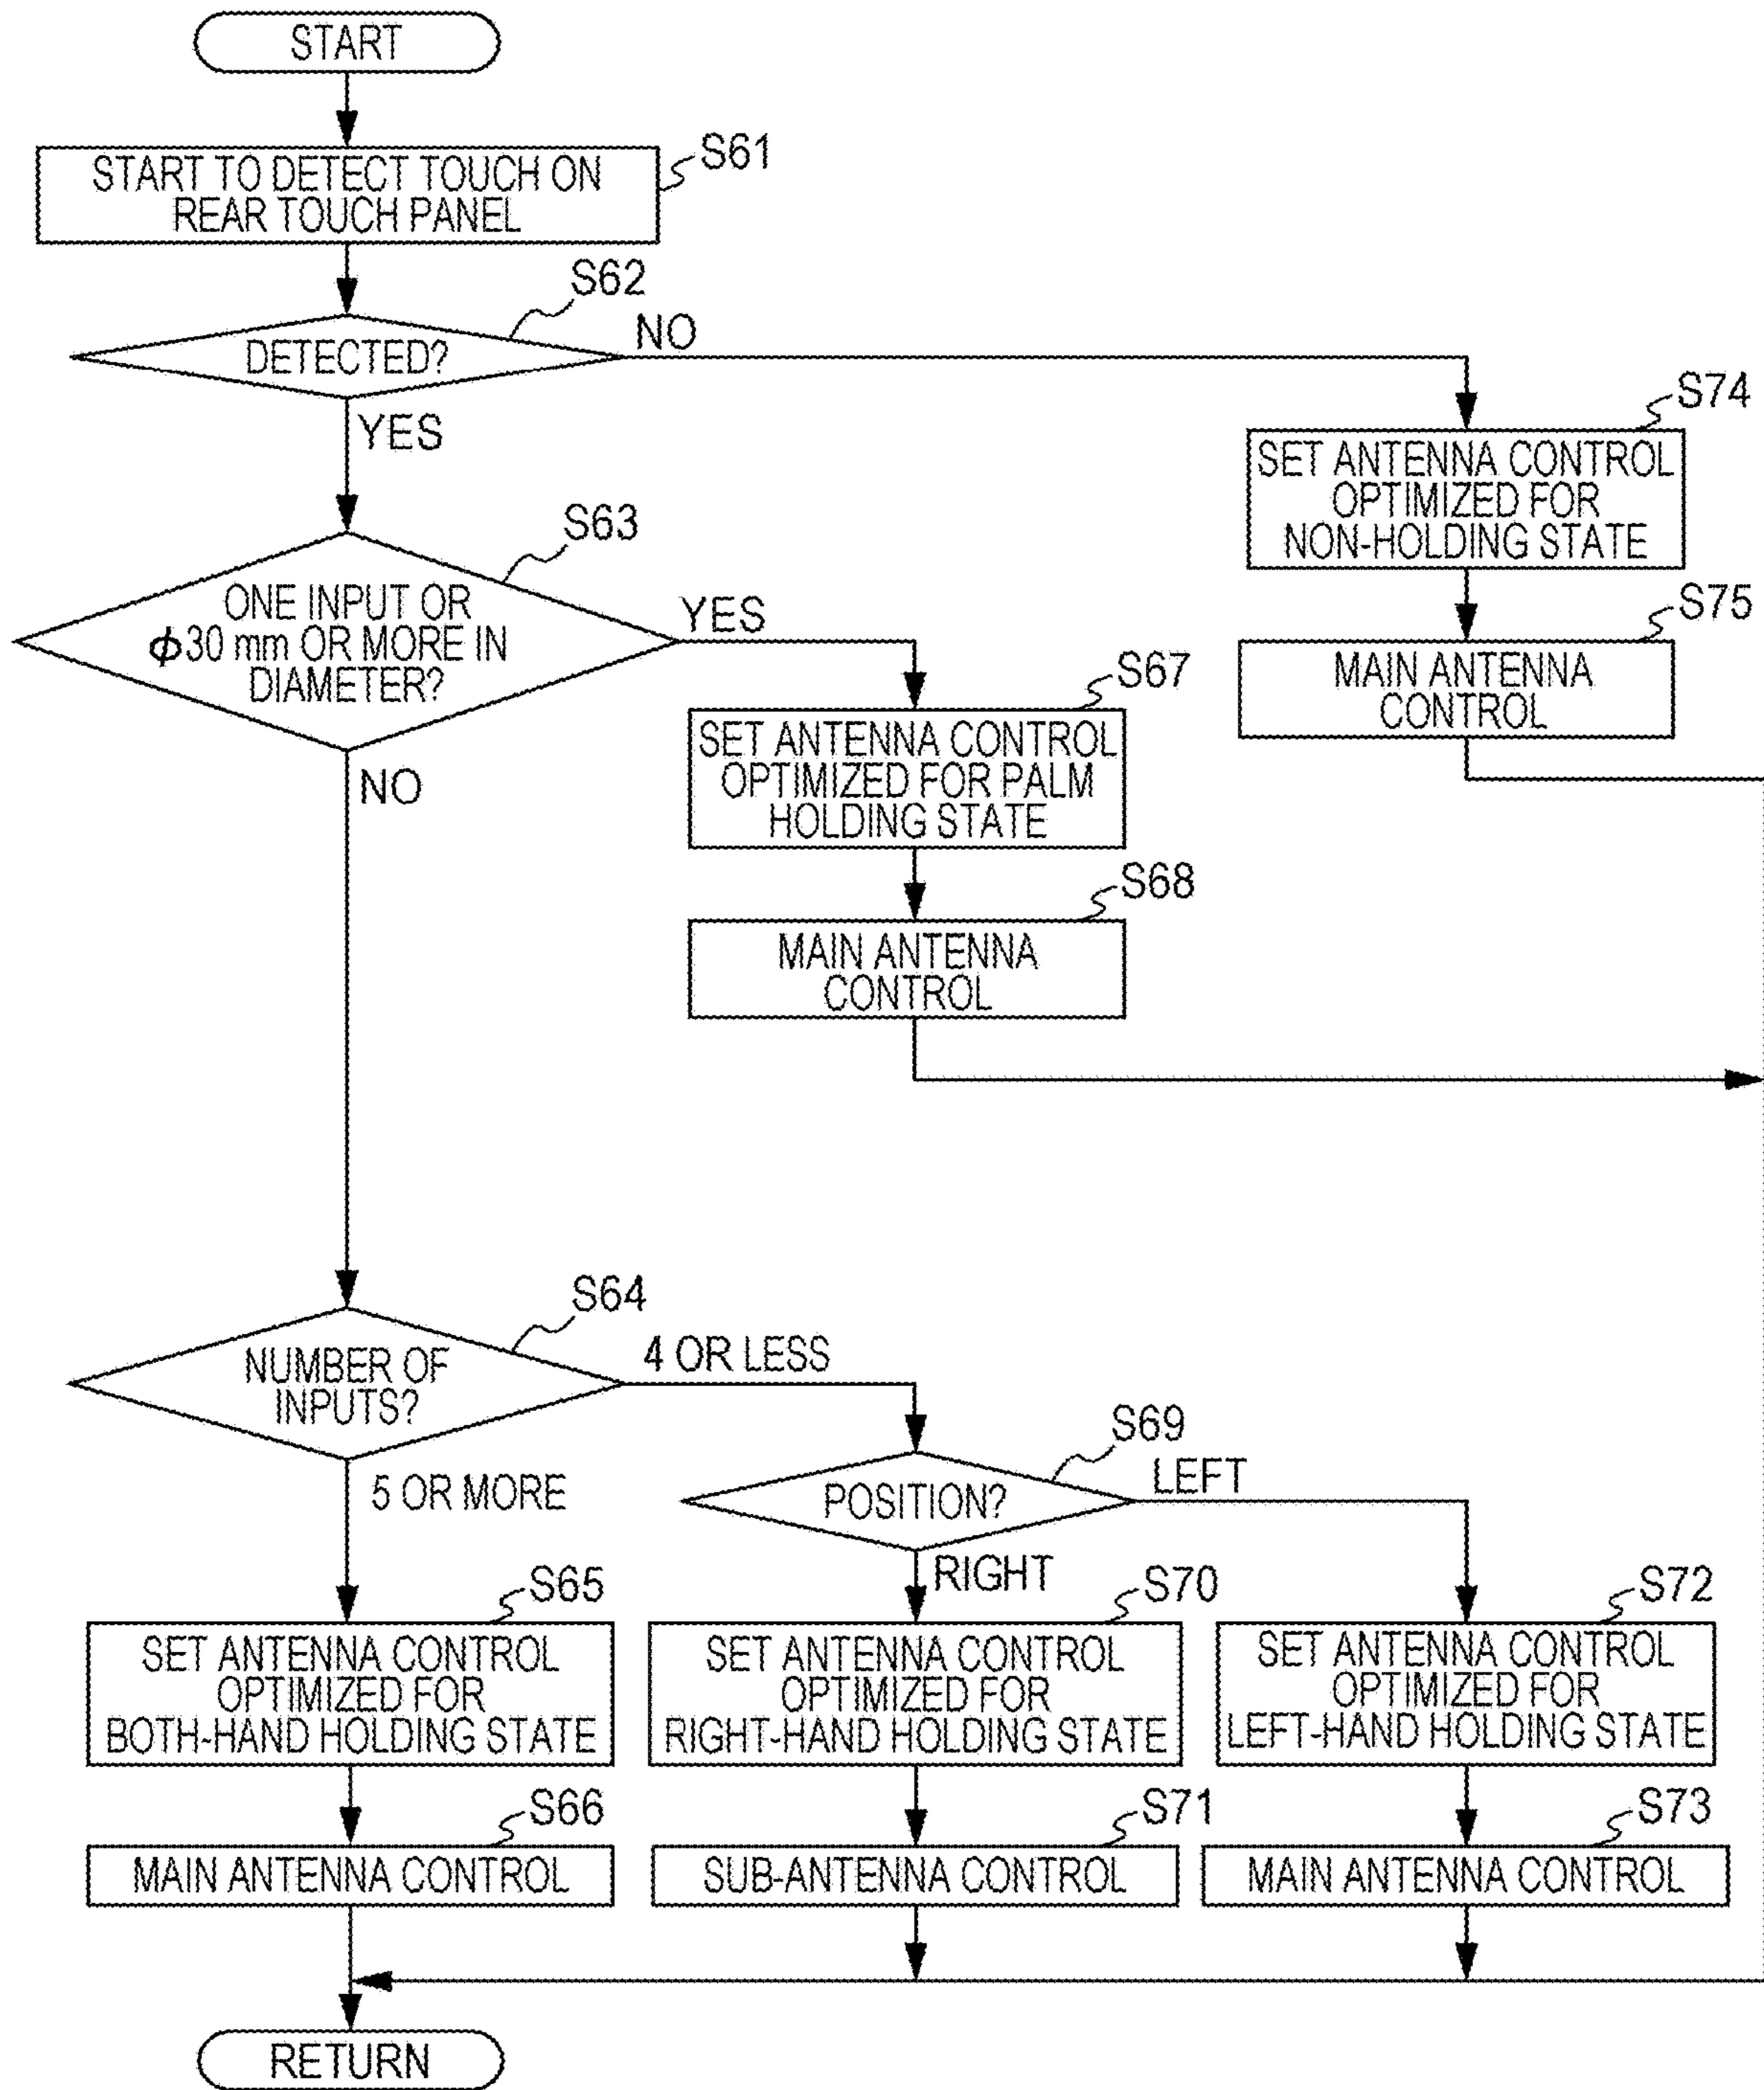 START
START TO DETECT TOUCH ON
REAR TOUCH PANEL
S61
DETECTED?
S62
NO
YES
SET ANTENNA CONTROL
OPTIMIZED FOR
NON-HOLDING STATE
S74
MAIN ANTENNA
CONTROL
S75
ONE INPUT OR
ϕ30 mm OR MORE IN
DIAMETER?
S63
YES
NO
SET ANTENNA CONTROL
OPTIMIZED FOR PALM
HOLDING STATE
S67
MAIN ANTENNA
CONTROL
S68
NUMBER OF
INPUTS?
S64
4 OR LESS
5 OR MORE
POSITION?
S69
LEFT
RIGHT
SET ANTENNA CONTROL
OPTIMIZED FOR
BOTH-HAND HOLDING STATE
S65
SET ANTENNA CONTROL
OPTIMIZED FOR
RIGHT-HAND HOLDING STATE
S70
SET ANTENNA CONTROL
OPTIMIZED FOR
LEFT-HAND HOLDING STATE
S72
MAIN ANTENNA CONTROL
S66
SUB-ANTENNA CONTROL
S71
MAIN ANTENNA CONTROL
S73
RETURN